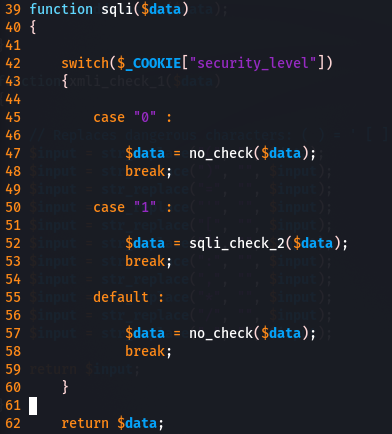 39 function sqli($data)
40 {
41
42     switch($_COOKIE["security_level"])
43     {
44
45         case "0" :
46
47             $data = no_check($data);
48             break;
49
50         case "1" :
51
52             $data = sqli_check_2($data);
53             break;
54
55         default :
56
57             $data = no_check($data);
58             break;
59
60     }
61
62     return $data;